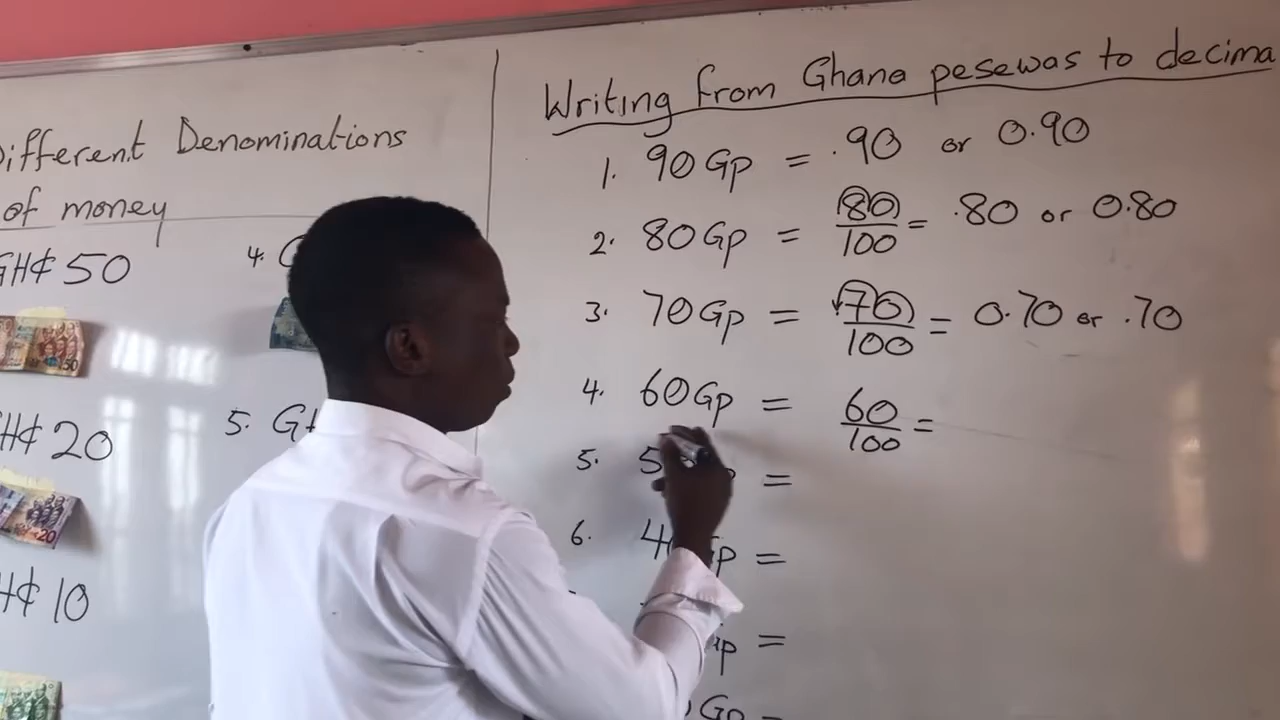 Different Denominations
of money
GH₵ 50
4.
H₵ 20
5. G
H₵ 10
Writing from Ghana pesewas to decima
1. 90 Gp = .90 or 0.90
2. 80 Gp = 80/100 = .80 or 0.80
3. 70 Gp = 70/100 = 0.70 or .70
4. 60 Gp = 60/100 =
5. 5 =
6. 4 Gp =
p =
Gp =